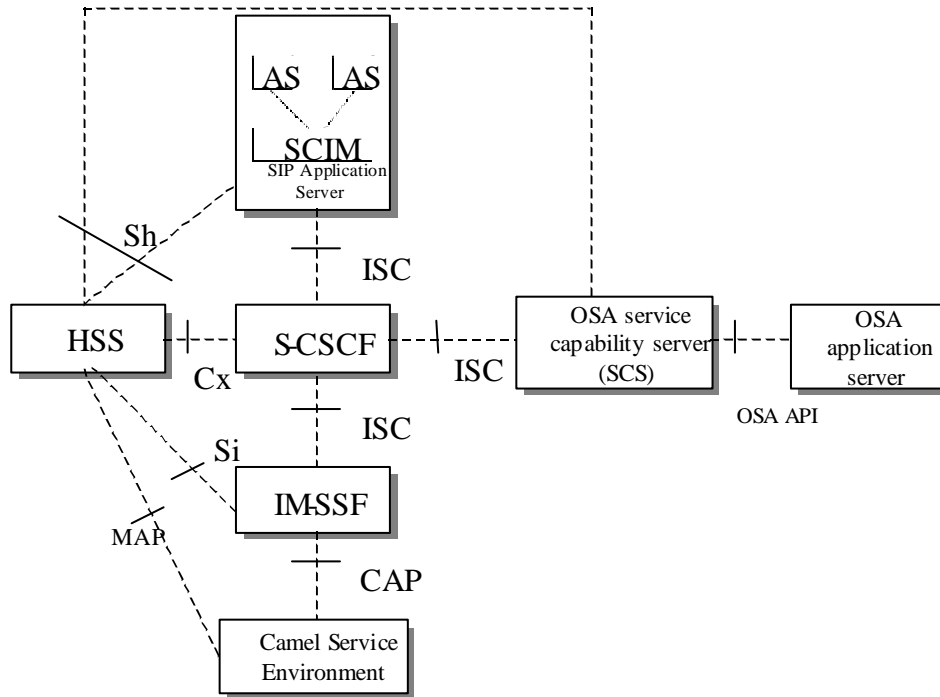 AS AS
SCIM
SIP Application
Server
Sh
ISC
HSS
S-CSCF
OSA service
capability server
(SCS)
OSA
application
server
Cx
ISC
OSA API
ISC
Si
IM-SSF
MAP
CAP
Camel Service
Environment